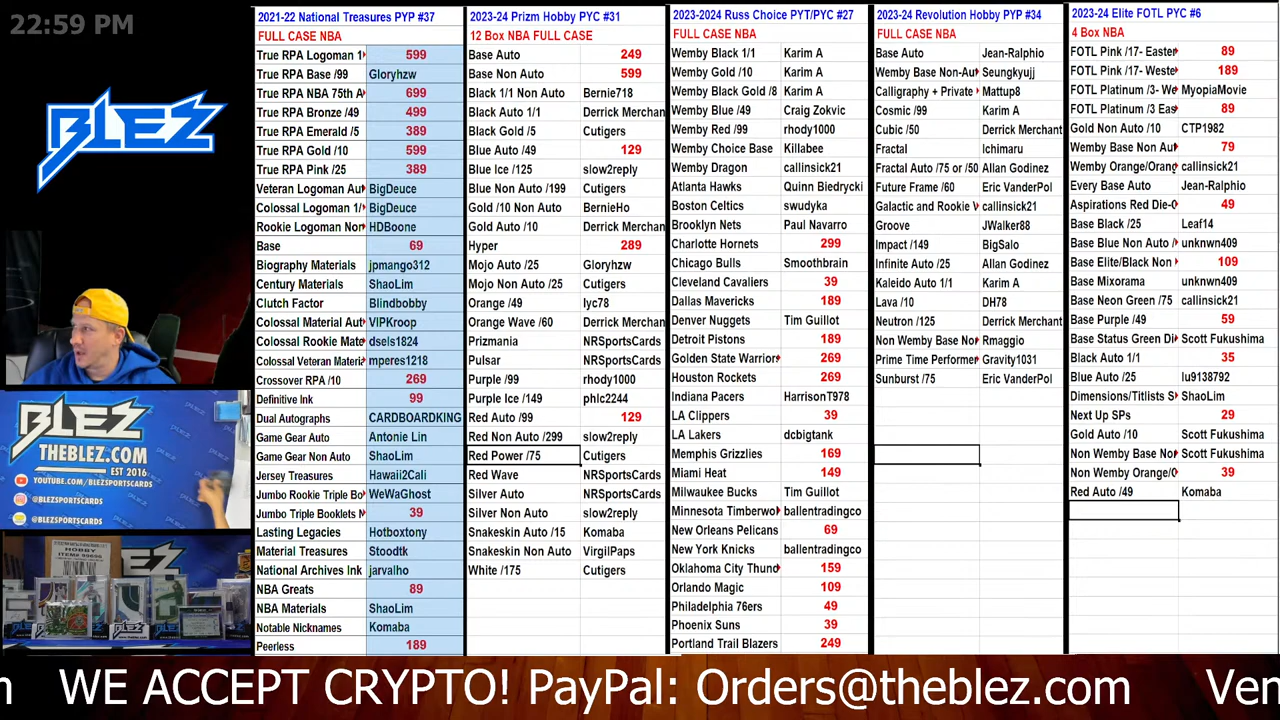 22:59 PM
BLEZ
BLEZ
THEBLEZ.COM
EST 2016
YOUTUBE.COM/BLEZSPORTSCARDS
@BLEZSPORTSCARDS
@BLEZSPORTSCARDS
HOBBY
2021-22 National Treasures PYP #37
FULL CASE NBA
True RPA Logoman 1 599
True RPA Base /99 Gloryhzw
True RPA NBA 75th A 699
True RPA Bronze /49 499
True RPA Emerald /5 389
True RPA Gold /10 599
True RPA Pink /25 389
Veteran Logoman Au BigDeuce
Colossal Logoman 1/ BigDeuce
Rookie Logoman Non HDBoone
Base 69
Biography Materials jpmango312
Century Materials ShaoLim
Clutch Factor Blindbobby
Colossal Material Aut VIPKroop
Colossal Rookie Mate dsels1824
Colossal Veteran Materi mperes1218
Crossover RPA /10 269
Definitive Ink 99
Dual Autographs CARDBOARDKING
Game Gear Auto Antonie Lin
Game Gear Non Auto ShaoLim
Jersey Treasures Hawaii2Cali
Jumbo Rookie Triple Bo WeWaGhost
Jumbo Triple Booklets N 39
Lasting Legacies Hotboxtony
Material Treasures Stoodtk
National Archives Ink jarvalho
NBA Greats 89
NBA Materials ShaoLim
Notable Nicknames Komaba
Peerless 189
2023-24 Prizm Hobby PYC #31
12 Box NBA FULL CASE
Base Auto 249
Base Non Auto 599
Black 1/1 Non Auto Bernie718
Black Auto 1/1 Derrick Merchan
Black Gold /5 Cutigers
Blue Auto /49 129
Blue Ice /125 slow2reply
Blue Non Auto /199 Cutigers
Gold /10 Non Auto BernieHo
Gold Auto /10 Derrick Merchan
Hyper 289
Mojo Auto /25 Gloryhzw
Mojo Non Auto /25 Cutigers
Orange /49 lyc78
Orange Wave /60 Derrick Merchan
Prizmania NRSportsCards
Pulsar NRSportsCards
Purple /99 rhody1000
Purple Ice /149 phlc2244
Red Auto /99 129
Red Non Auto /299 slow2reply
Red Power /75 Cutigers
Red Wave NRSportsCards
Silver Auto NRSportsCards
Silver Non Auto slow2reply
Snakeskin Auto /15 Komaba
Snakeskin Non Auto VirgilPaps
White /175 Cutigers
2023-2024 Russ Choice PYT/PYC #27
FULL CASE NBA
Wemby Black 1/1 Karim A
Wemby Gold /10 Karim A
Wemby Black Gold /8 Karim A
Wemby Blue /49 Craig Zokvic
Wemby Red /99 rhody1000
Wemby Choice Base Killabee
Wemby Dragon callinsick21
Atlanta Hawks Quinn Biedrycki
Boston Celtics swudyka
Brooklyn Nets Paul Navarro
Charlotte Hornets 299
Chicago Bulls Smoothbrain
Cleveland Cavaliers 39
Dallas Mavericks 189
Denver Nuggets Tim Guillot
Detroit Pistons 189
Golden State Warrior 269
Houston Rockets 269
Indiana Pacers HarrisonT978
LA Clippers 39
LA Lakers dcbigtank
Memphis Grizzlies 169
Miami Heat 149
Milwaukee Bucks Tim Guillot
Minnesota Timberwo ballentradingco
New Orleans Pelicans 69
New York Knicks ballentradingco
Oklahoma City Thund 159
Orlando Magic 109
Philadelphia 76ers 49
Phoenix Suns 39
Portland Trail Blazers 249
2023-24 Revolution Hobby PYP #34
FULL CASE NBA
Base Auto Jean-Ralphio
Wemby Base Non-Au Seungkyujj
Calligraphy + Private Mattup8
Cosmic /99 Karim A
Cubic /50 Derrick Merchant
Fractal Ichimaru
Fractal Auto /75 or /50 Allan Godinez
Future Frame /60 Eric VanderPol
Galactic and Rookie V callinsick21
Groove JWalker88
Impact /149 BigSalo
Infinite Auto /25 Allan Godinez
Kaleido Auto 1/1 Karim A
Lava /10 DH78
Neutron /125 Derrick Merchant
Non Wemby Base No Rmaggio
Prime Time Performer Gravity1031
Sunburst /75 Eric VanderPol
2023-24 Elite FOTL PYC #6
4 Box NBA
FOTL Pink /17- Easter 89
FOTL Pink /17- Weste 189
FOTL Platinum /3- We MyopiaMovie
FOTL Platinum /3 Eas 89
Gold Non Auto /10 CTP1982
Wemby Base Non Au 79
Wemby Orange/Oran callinsick21
Every Base Auto Jean-Ralphio
Aspirations Red Die-C 49
Base Black /25 Leaf14
Base Blue Non Auto / unknwn409
Base Elite/Black Non 109
Base Mixorama unknwn409
Base Neon Green /75 callinsick21
Base Purple /49 59
Base Status Green Di Scott Fukushima
Black Auto 1/1 35
Blue Auto /25 lu9138792
Dimensions/Titlists S ShaoLim
Next Up SPs 29
Gold Auto /10 Scott Fukushima
Non Wemby Base No Scott Fukushima
Non Wemby Orange/O 39
Red Auto /49 Komaba
n WE ACCEPT CRYPTO! PayPal: Orders@theblez.com Ven